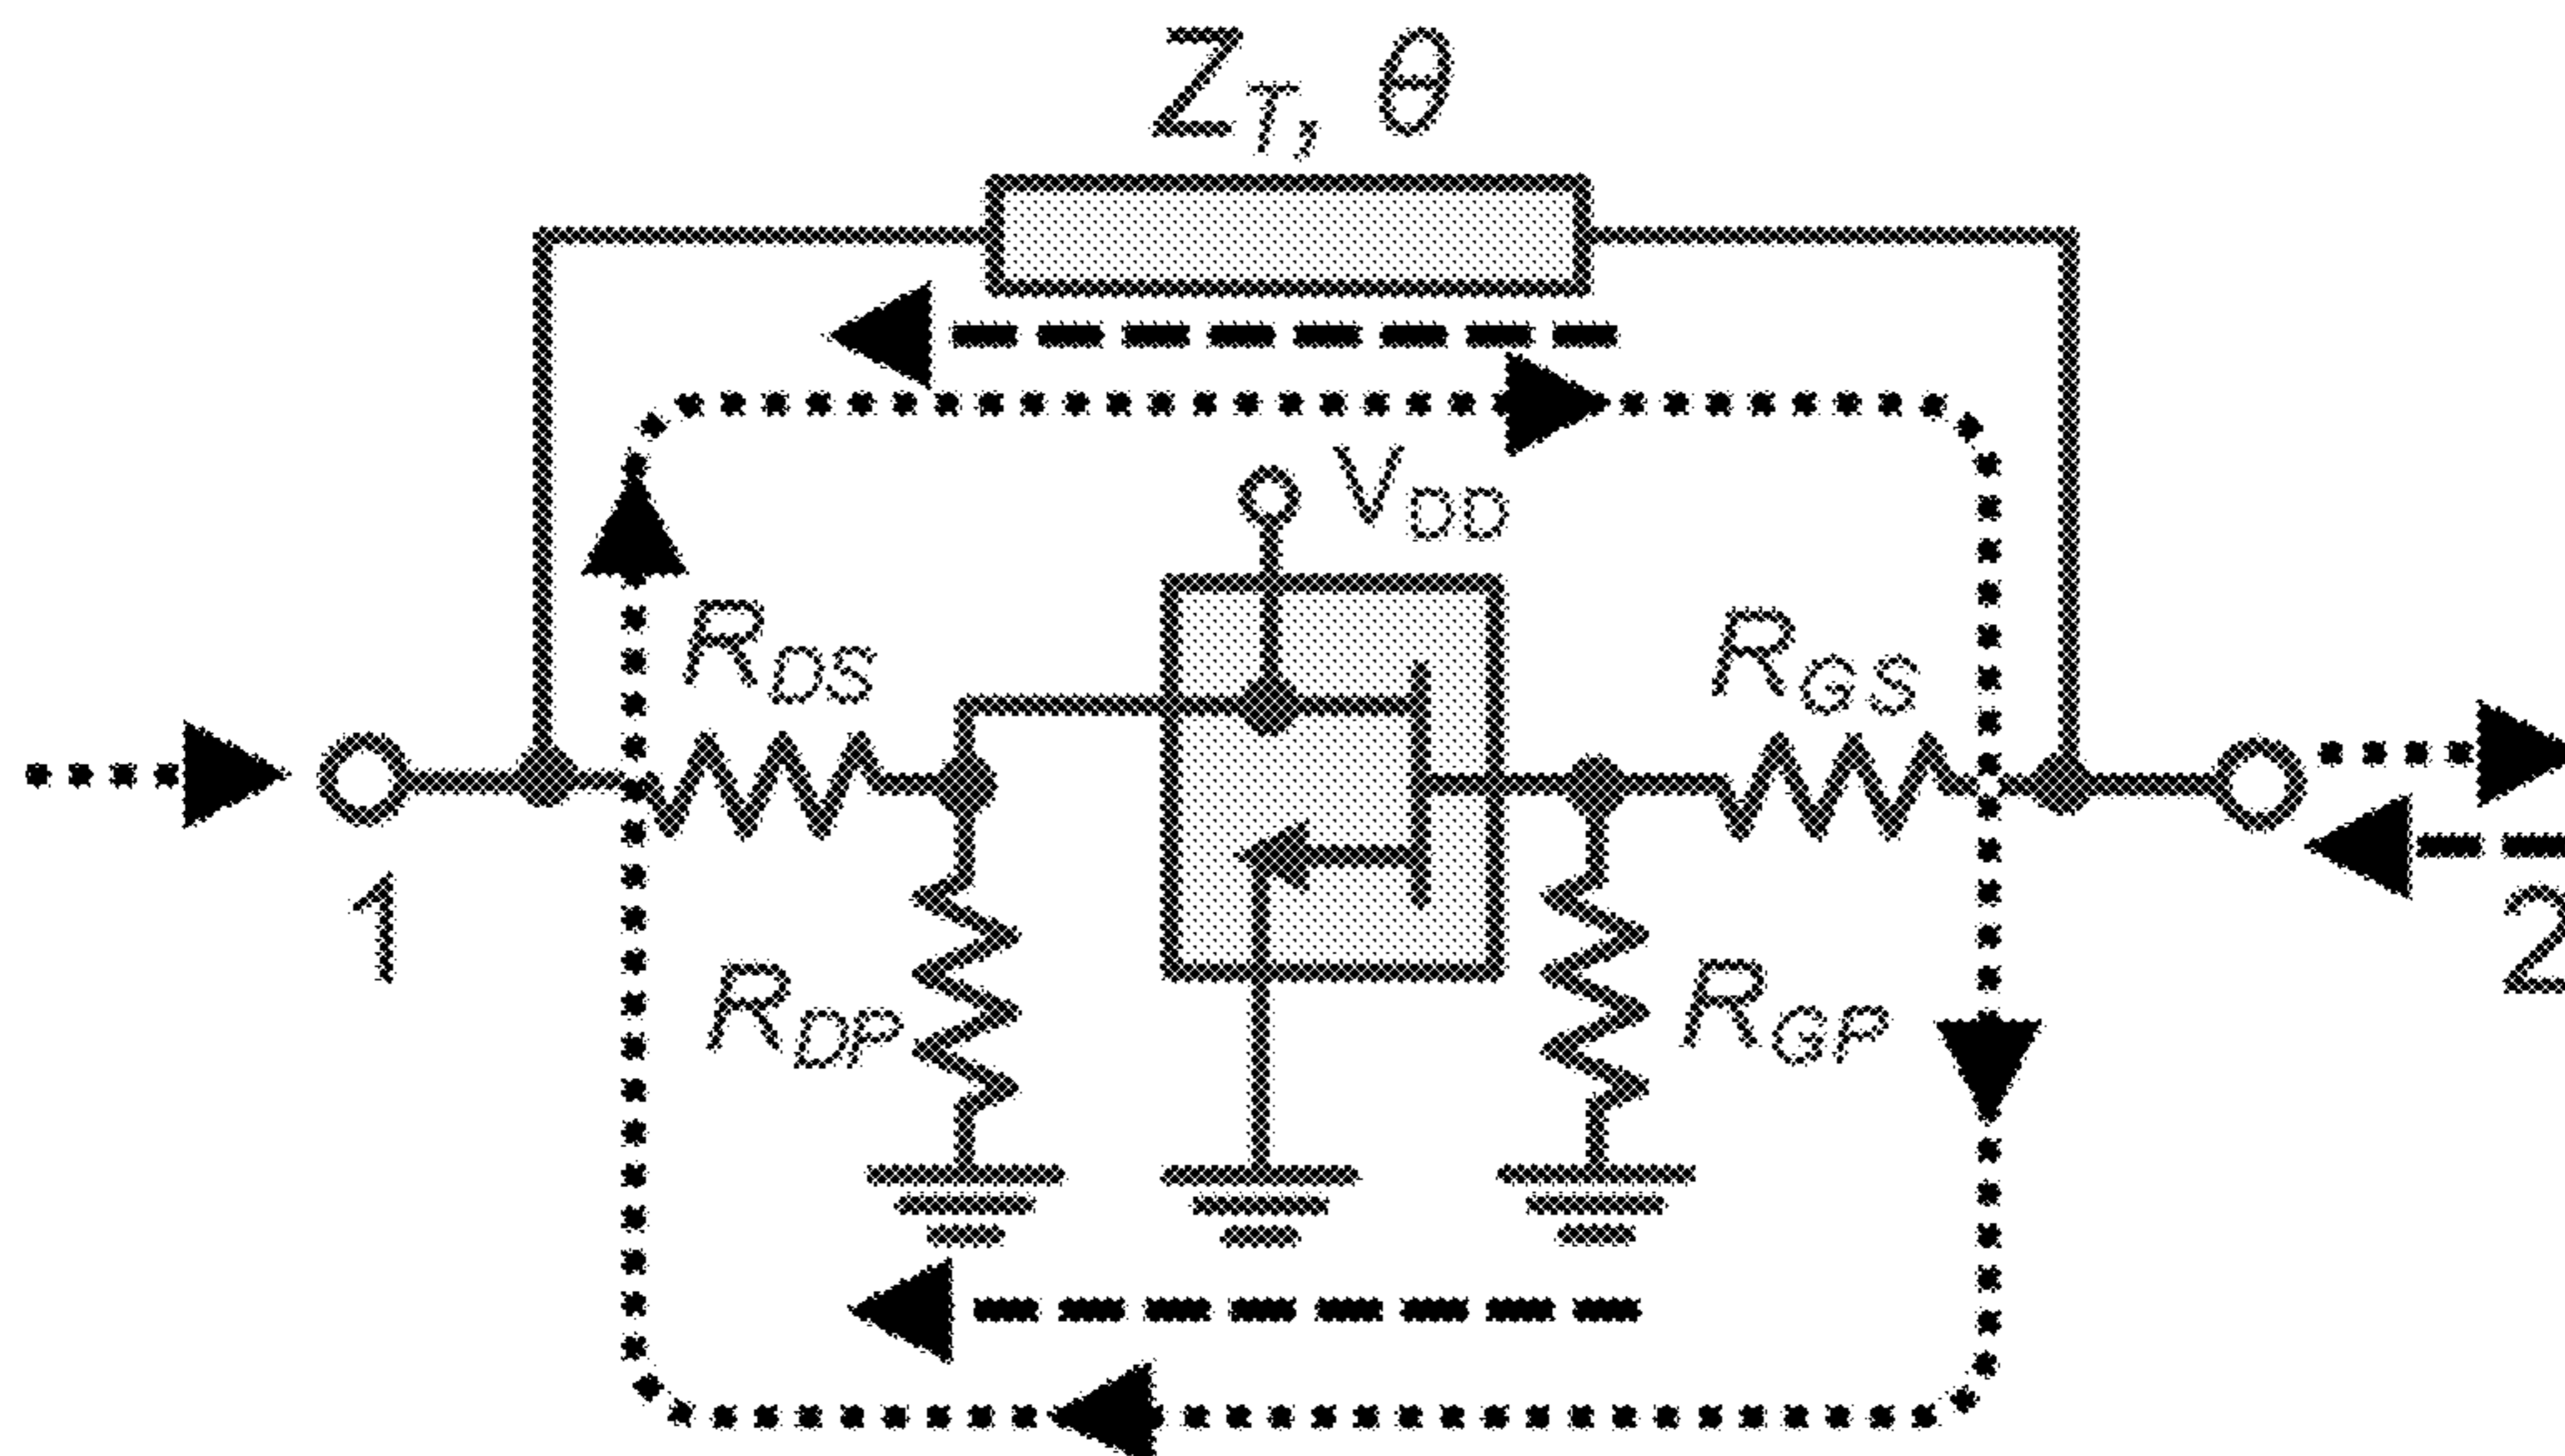 Z_T, θ
V_DD
R_DS
R_GS
1
2
R_DP
R_GP